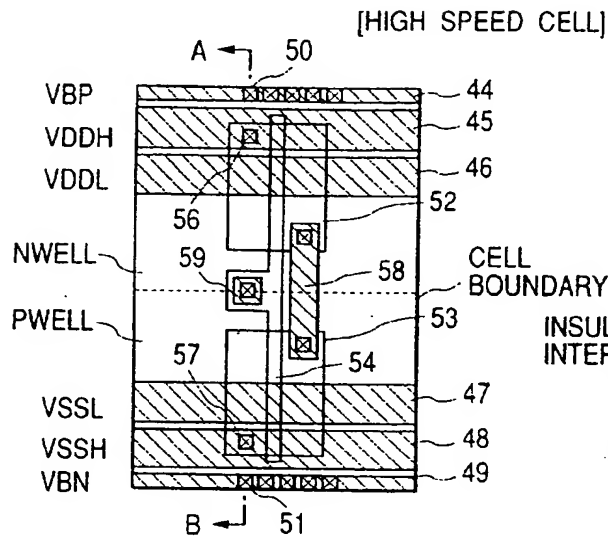 [HIGH SPEED CELL]
A
50
VBP
44
VDDH
45
VDDL
46
56
52
NWELL
59
58
CELL
BOUNDARY
PWELL
53
INSUL
INTER
57
54
VSSL
47
VSSH
48
VBN
49
B
51